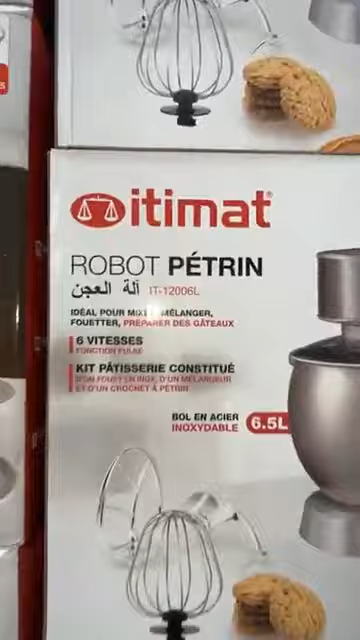 itimat
ROBOT PÉTRIN
آلة العجن IT-12006L
IDÉAL POUR MIXER, MÉLANGER,
FOUETTER, PRÉPARER DES GÂTEAUX
6 VITESSES
FONCTION PULSE
KIT PÂTISSERIE CONSTITUÉ
D'UN FOUET EN INOX, D'UN MÉLANGEUR
ET D'UN CROCHET À PÉTRIR
BOL EN ACIER
INOXYDABLE 6.5L